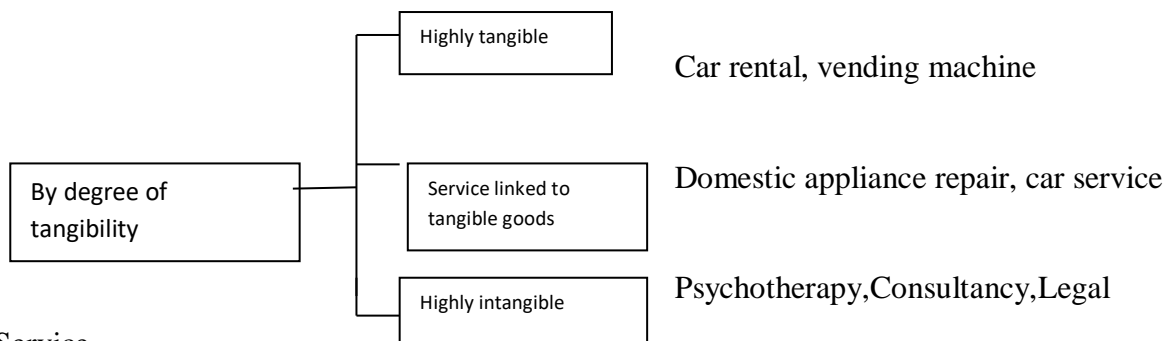 Highly tangible
Car rental, vending machine
By degree of
tangibility
Service linked to
tangible goods
Domestic appliance repair, car service
Highly intangible
Psychotherapy,Consultancy,Legal
Service